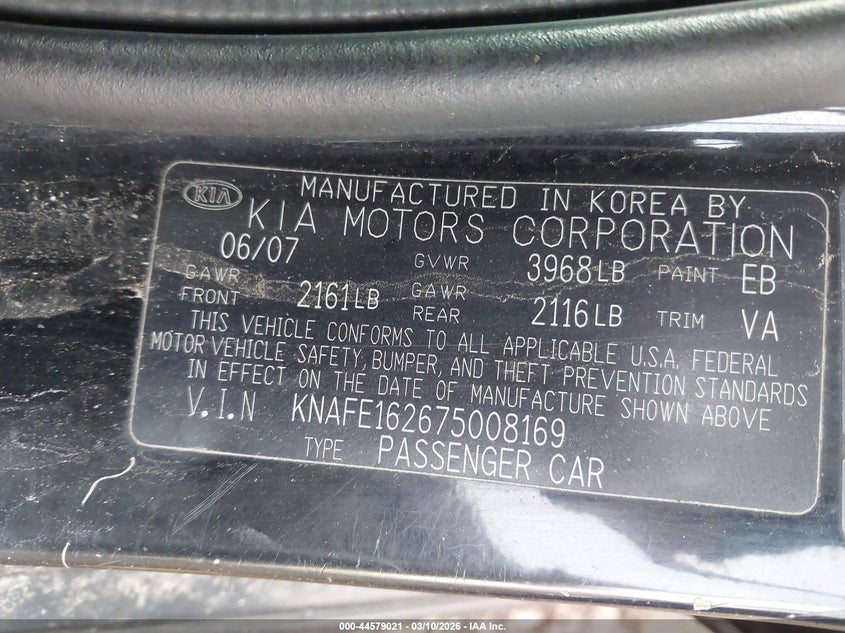 KIA MANUFACTURED IN KOREA BY
KIA MOTORS CORPORATION
06/07 GVWR 3968LB PAINT EB
GAWR FRONT 2161LB GAWR REAR 2116LB TRIM VA
THIS VEHICLE CONFORMS TO ALL APPLICABLE U.S.A. FEDERAL
MOTOR VEHICLE SAFETY, BUMPER, AND THEFT PREVENTION STANDARDS
IN EFFECT ON THE DATE OF MANUFACTURE SHOWN ABOVE
V.I.N KNAFE162675008169
TYPE PASSENGER CAR
000-44579021 - 03/10/2026 - IAA Inc.